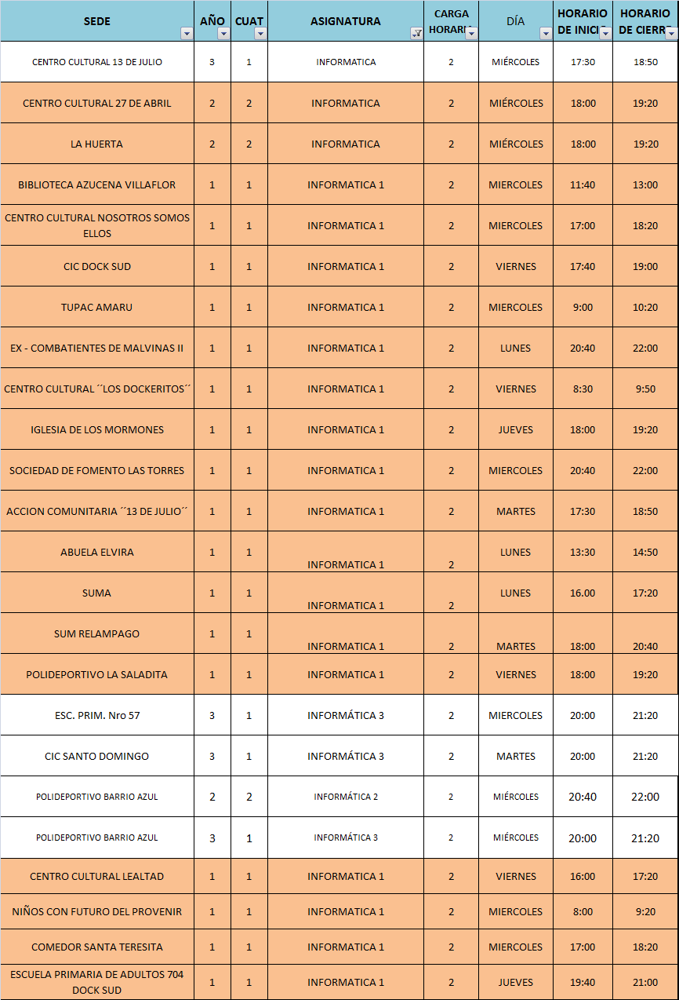 SEDE AÑO CUAT ASIGNATURA CARGA HORARIO DÍA HORARIO DE INICIO HORARIO DE CIERRE
CENTRO CULTURAL 13 DE JULIO 3 1 INFORMATICA 2 MIÉRCOLES 17:30 18:50
CENTRO CULTURAL 27 DE ABRIL 2 2 INFORMATICA 2 MIÉRCOLES 18:00 19:20
LA HUERTA 2 2 INFORMATICA 2 MIÉRCOLES 18:00 19:20
BIBLIOTECA AZUCENA VILLAFLOR 1 1 INFORMATICA 1 2 MIERCOLES 11:40 13:00
CENTRO CULTURAL NOSOTROS SOMOS
ELLOS 1 1 INFORMATICA 1 2 MIERCOLES 17:00 18:20
CIC DOCK SUD 1 1 INFORMATICA 1 2 VIERNES 17:40 19:00
TUPAC AMARU 1 1 INFORMATICA 1 2 MIERCOLES 9:00 10:20
EX - COMBATIENTES DE MALVINAS II 1 1 INFORMATICA 1 2 LUNES 20:40 22:00
CENTRO CULTURAL ´´LOS DOCKERITOS´´ 1 1 INFORMATICA 1 2 VIERNES 8:30 9:50
IGLESIA DE LOS MORMONES 1 1 INFORMATICA 1 2 JUEVES 18:00 19:20
SOCIEDAD DE FOMENTO LAS TORRES 1 1 INFORMATICA 1 2 MIERCOLES 20:40 22:00
ACCION COMUNITARIA ´´13 DE JULIO´´ 1 1 INFORMATICA 1 2 MARTES 17:30 18:50
ABUELA ELVIRA 1 1 INFORMATICA 1 2 LUNES 13:30 14:50
SUMA 1 1 INFORMATICA 1 2 LUNES 16.00 17:20
SUM RELAMPAGO 1 1 INFORMATICA 1 2 MARTES 18:00 20:40
POLIDEPORTIVO LA SALADITA 1 1 INFORMATICA 1 2 VIERNES 18:00 19:20
ESC. PRIM. Nro 57 3 1 INFORMÁTICA 3 2 MIERCOLES 20:00 21:20
CIC SANTO DOMINGO 3 1 INFORMÁTICA 3 2 MARTES 20:00 21:20
POLIDEPORTIVO BARRIO AZUL 2 2 INFORMÁTICA 2 2 MIÉRCOLES 20:40 22:00
POLIDEPORTIVO BARRIO AZUL 3 1 INFORMÁTICA 3 2 MIÉRCOLES 20:00 21:20
CENTRO CULTURAL LEALTAD 1 1 INFORMATICA 1 2 VIERNES 16:00 17:20
NIÑOS CON FUTURO DEL PROVENIR 1 1 INFORMATICA 1 2 MIERCOLES 8:00 9:20
COMEDOR SANTA TERESITA 1 1 INFORMATICA 1 2 MIERCOLES 17:00 18:20
ESCUELA PRIMARIA DE ADULTOS 704
DOCK SUD 1 1 INFORMATICA 1 2 JUEVES 19:40 21:00